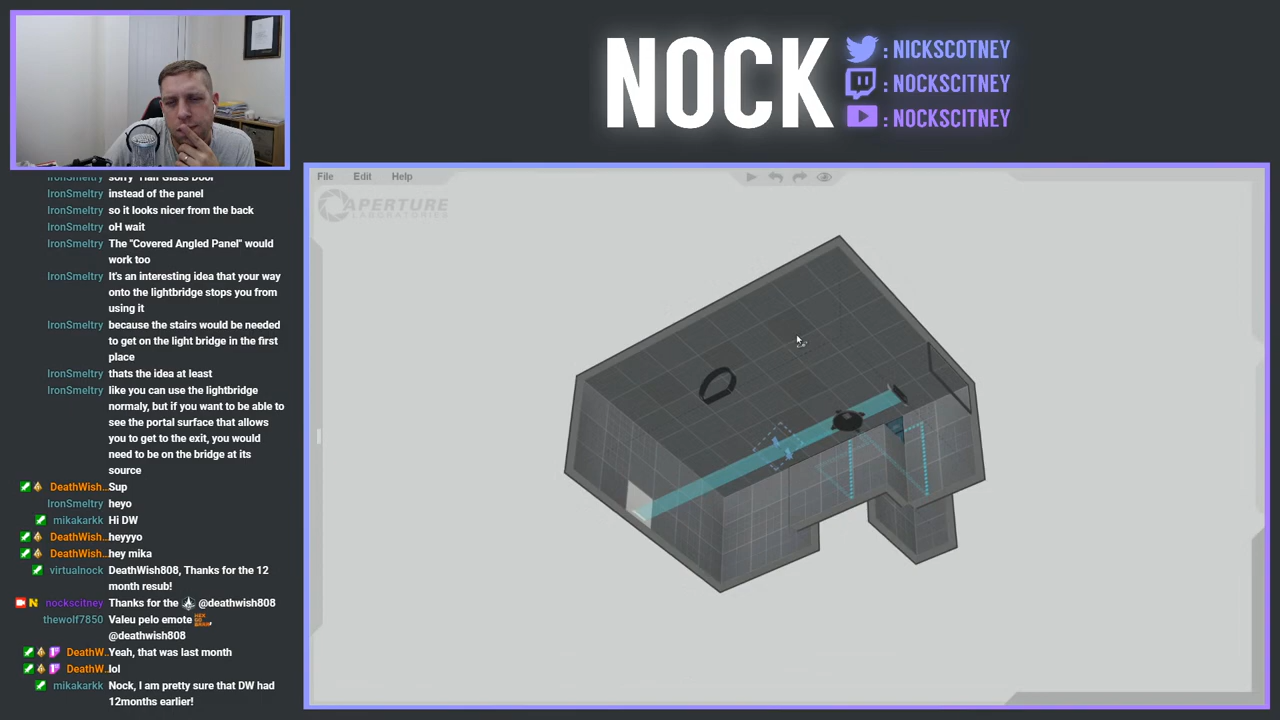 NOCK
: NICKSCOTNEY
: NOCKSCITNEY
: NOCKSCITNEY
File Edit Help
APERTURE
LABORATORIES
IronSmeltry sorry "Flat Glass Door"
IronSmeltry instead of the panel
IronSmeltry so it looks nicer from the back
IronSmeltry oH wait
IronSmeltry The "Covered Angled Panel" would
work too
IronSmeltry It's an interesting idea that your way
onto the lightbridge stops you from
using it
IronSmeltry because the stairs would be needed
to get on the light bridge in the first
place
IronSmeltry thats the idea at least
IronSmeltry like you can use the lightbridge
normaly, but if you want to be able to
see the portal surface that allows
you to get to the exit, you would
need to be on the bridge at its
source
DeathWish... Sup
IronSmeltry heyo
mikakarkk Hi DW
DeathWish... heyyyo
DeathWish... hey mika
virtualnock DeathWish808, Thanks for the 12
month resub!
nockscitney Thanks for the @deathwish808
thewolf7850 Valeu pelo emote
@deathwish808
DeathW... Yeah, that was last month
DeathW... lol
mikakarkk Nock, I am pretty sure that DW had
12months earlier!